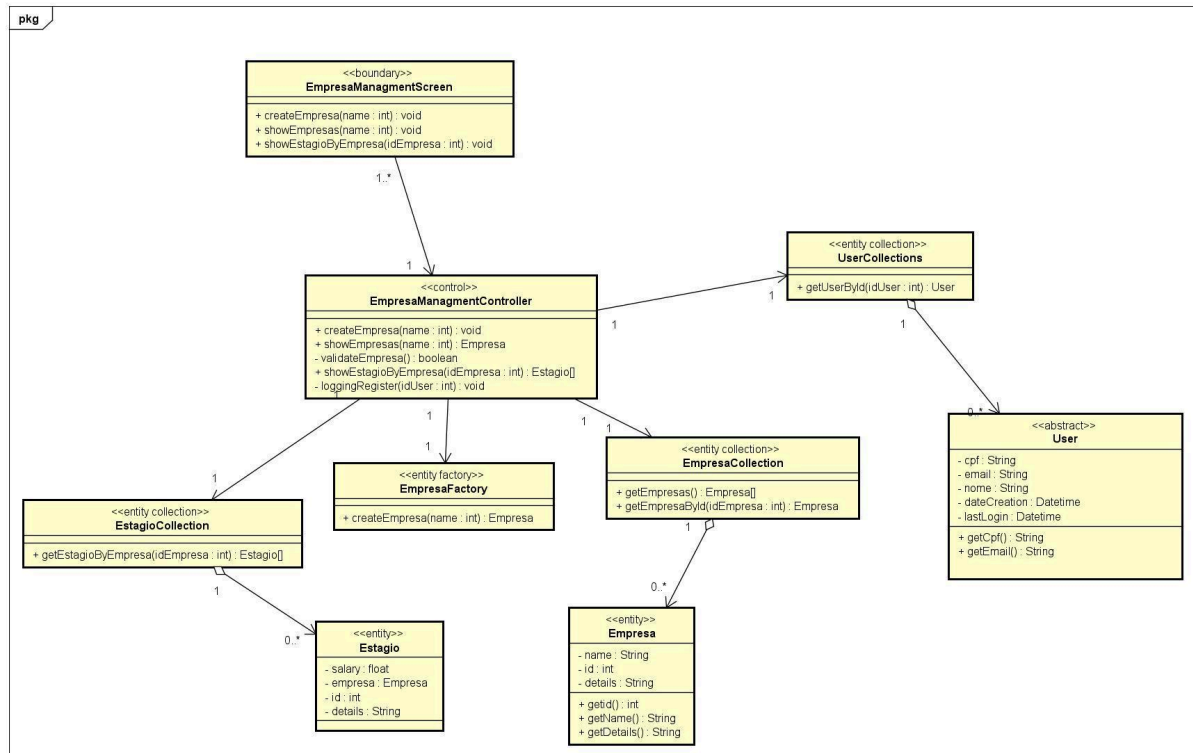 pkg
<<boundary>>
EmpresaManagmentScreen
+ createEmpresa(name : int) : void
+ showEmpresas(name : int) : void
+ showEstagioByEmpresa(idEmpresa : int) : void
1..*
1
<<control>>
EmpresaManagmentController
+ createEmpresa(name : int) : void
+ showEmpresas(name : int) : Empresa
- validateEmpresa() : boolean
+ showEstagioByEmpresa(idEmpresa : int) : Estagio[]
- loggingRegister(idUser : int) : void
1
1
<<entity collection>>
UserCollections
+ getUserById(idUser : int) : User
1
0..*
<<abstract>>
User
- cpf : String
- email : String
- nome : String
- dateCreation : Datetime
- lastLogin : Datetime
+ getCpf() : String
+ getEmail() : String
1
1
<<entity collection>>
EstagioCollection
+ getEstagioByEmpresa(idEmpresa : int) : Estagio[]
1
0..*
<<entity>>
Estagio
- salary : float
- empresa : Empresa
- id : int
- details : String
1
1
<<entity factory>>
EmpresaFactory
+ createEmpresa(name : int) : Empresa
1
1
<<entity collection>>
EmpresaCollection
+ getEmpresas() : Empresa[]
+ getEmpresaById(idEmpresa : int) : Empresa
1
0..*
<<entity>>
Empresa
- name : String
- id : int
- details : String
+ getid() : int
+ getName() : String
+ getDetails() : String